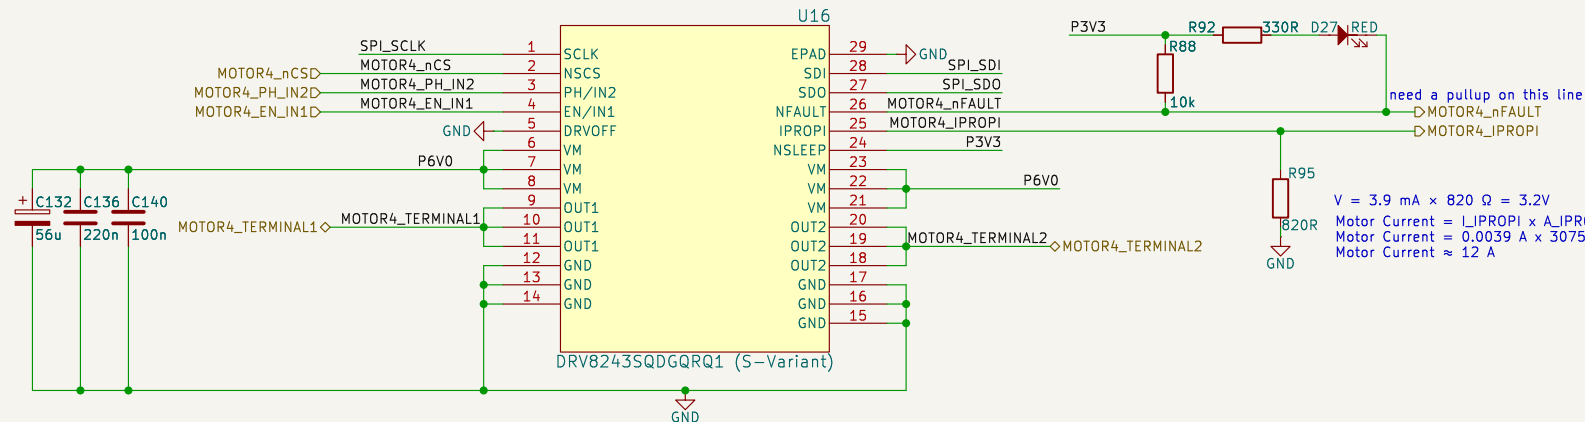 U16
P3V3
R92
330R
D27
RED
R88
10k
SPI_SCLK
1
SCLK
EPAD
29
GND
MOTOR4_nCS
MOTOR4_nCS
2
NSCS
SDI
28
SPI_SDI
MOTOR4_PH_IN2
MOTOR4_PH_IN2
3
PH/IN2
SDO
27
SPI_SDO
need a pullup on this line
MOTOR4_EN_IN1
MOTOR4_EN_IN1
4
EN/IN1
NFAULT
26
MOTOR4_nFAULT
MOTOR4_nFAULT
GND
5
DRVOFF
IPROPI
25
MOTOR4_IPROPI
MOTOR4_IPROPI
6
VM
NSLEEP
24
P3V3
P6V0
7
VM
VM
23
8
VM
VM
22
P6V0
9
OUT1
VM
21
MOTOR4_TERMINAL1
MOTOR4_TERMINAL1
10
OUT1
OUT2
20
11
OUT1
OUT2
19
MOTOR4_TERMINAL2
MOTOR4_TERMINAL2
12
GND
OUT2
18
13
GND
GND
17
14
GND
GND
16
GND
15
DRV8243SQDGQRQ1 (S-Variant)
GND
+
C132
56u
C136
220n
C140
100n
R95
820R
GND
V = 3.9 mA × 820 Ω = 3.2V
Motor Current = I_IPROPI x A_IPRO
Motor Current = 0.0039 A x 3075
Motor Current ≈ 12 A